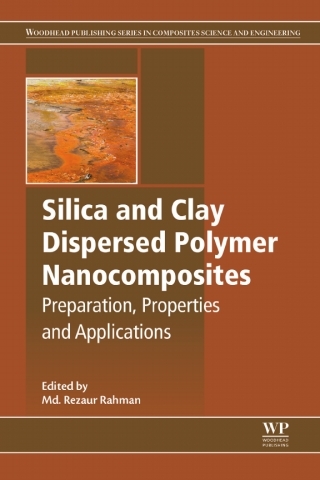 WOODHEAD PUBLISHING SERIES IN COMPOSITES SCIENCE AND ENGINEERING
Silica and Clay
Dispersed Polymer
Nanocomposites
Preparation, Properties
and Applications
Edited by
Md. Rezaur Rahman
WP
WOODHEAD
PUBLISHING